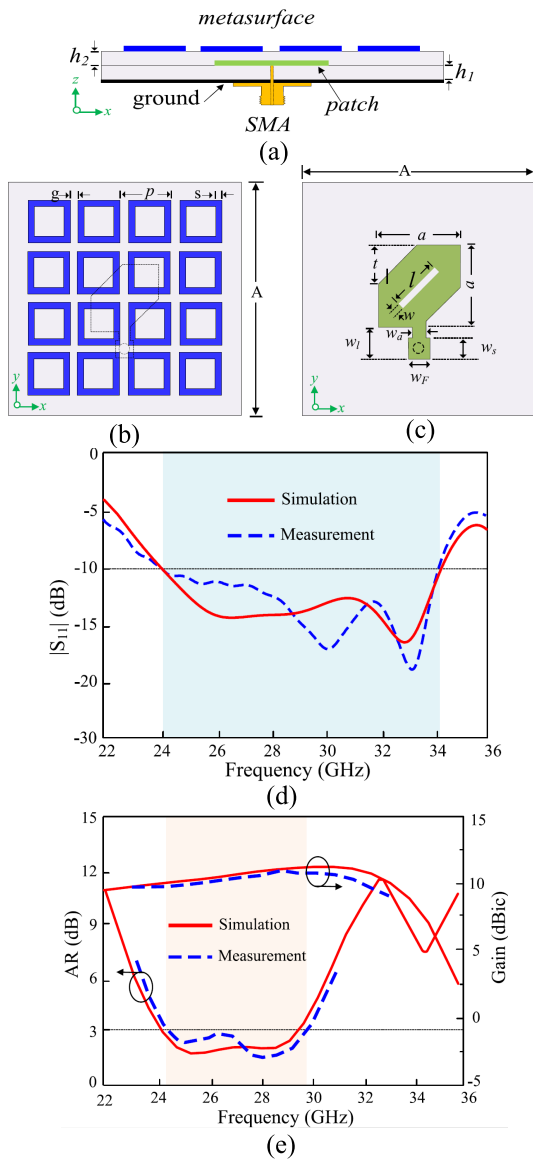 metasurface
h2
h1
ground
patch
z
x
SMA
(a)
g
p
s
A
y
x
(b)
A
a
t
l
a
w
wa
wl
ws
wF
y
x
(c)
0
-5
-10
-15
-20
-30
|S11| (dB)
Simulation
Measurement
22 24 26 28 30 32 34 36
Frequency (GHz)
(d)
15
12
9
6
3
0
AR (dB)
15
10
5
0
-5
Gain (dBic)
Simulation
Measurement
22 24 26 28 30 32 34 36
Frequency (GHz)
(e)